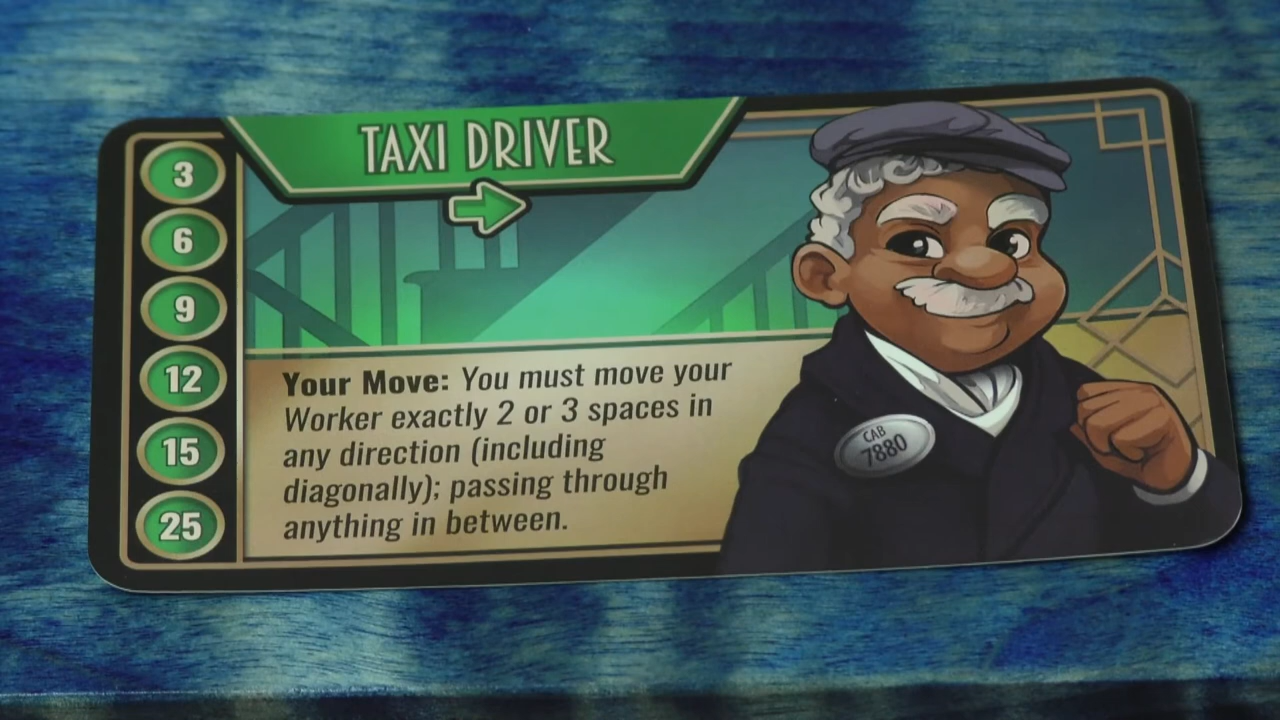 TAXI DRIVER
3
6
9
12
15
25
Your Move: You must move your
Worker exactly 2 or 3 spaces in
any direction (including
diagonally); passing through
anything in between.
CAB
7880